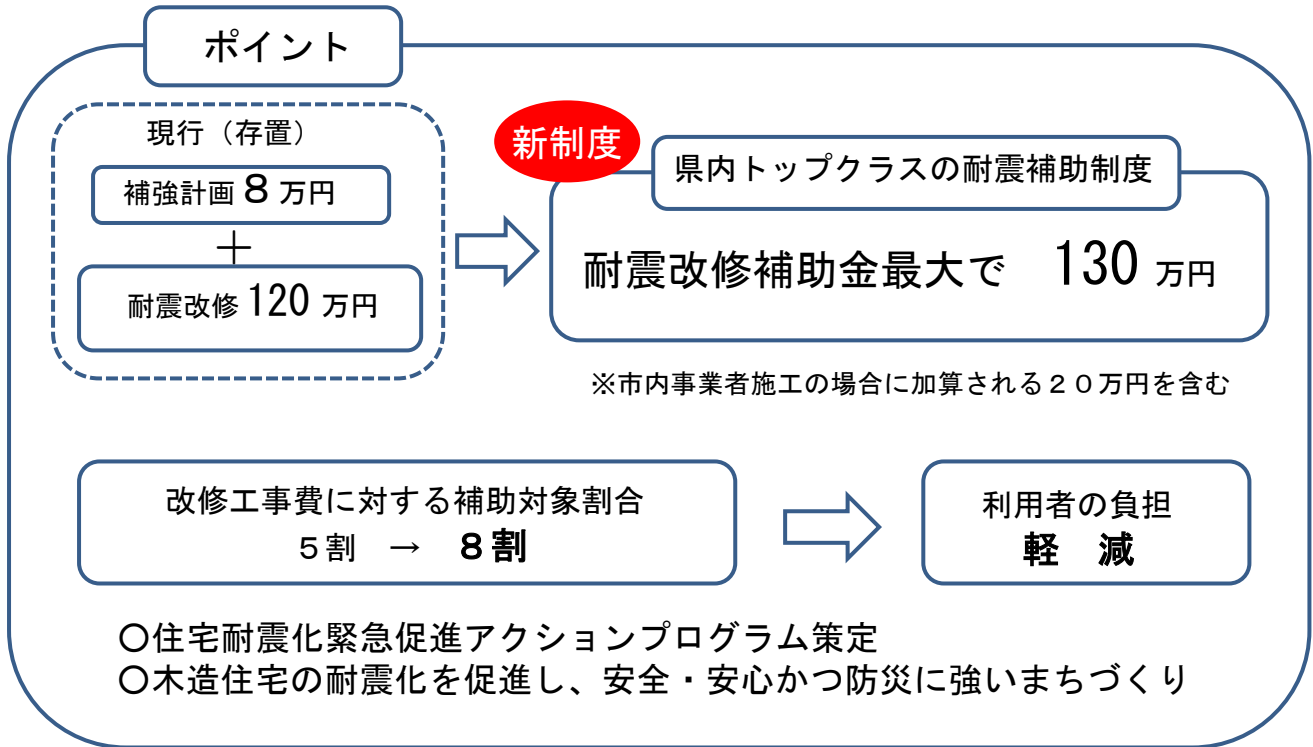 ポイント
現行（存置）
補強計画 8 万円
＋
耐震改修 120 万円
新制度
県内トップクラスの耐震補助制度
耐震改修補助金最大で　130 万円
※市内事業者施工の場合に加算される２０万円を含む
改修工事費に対する補助対象割合
５割　→　８割
利用者の負担
軽　減
〇住宅耐震化緊急促進アクションプログラム策定
〇木造住宅の耐震化を促進し、安全・安心かつ防災に強いまちづくり